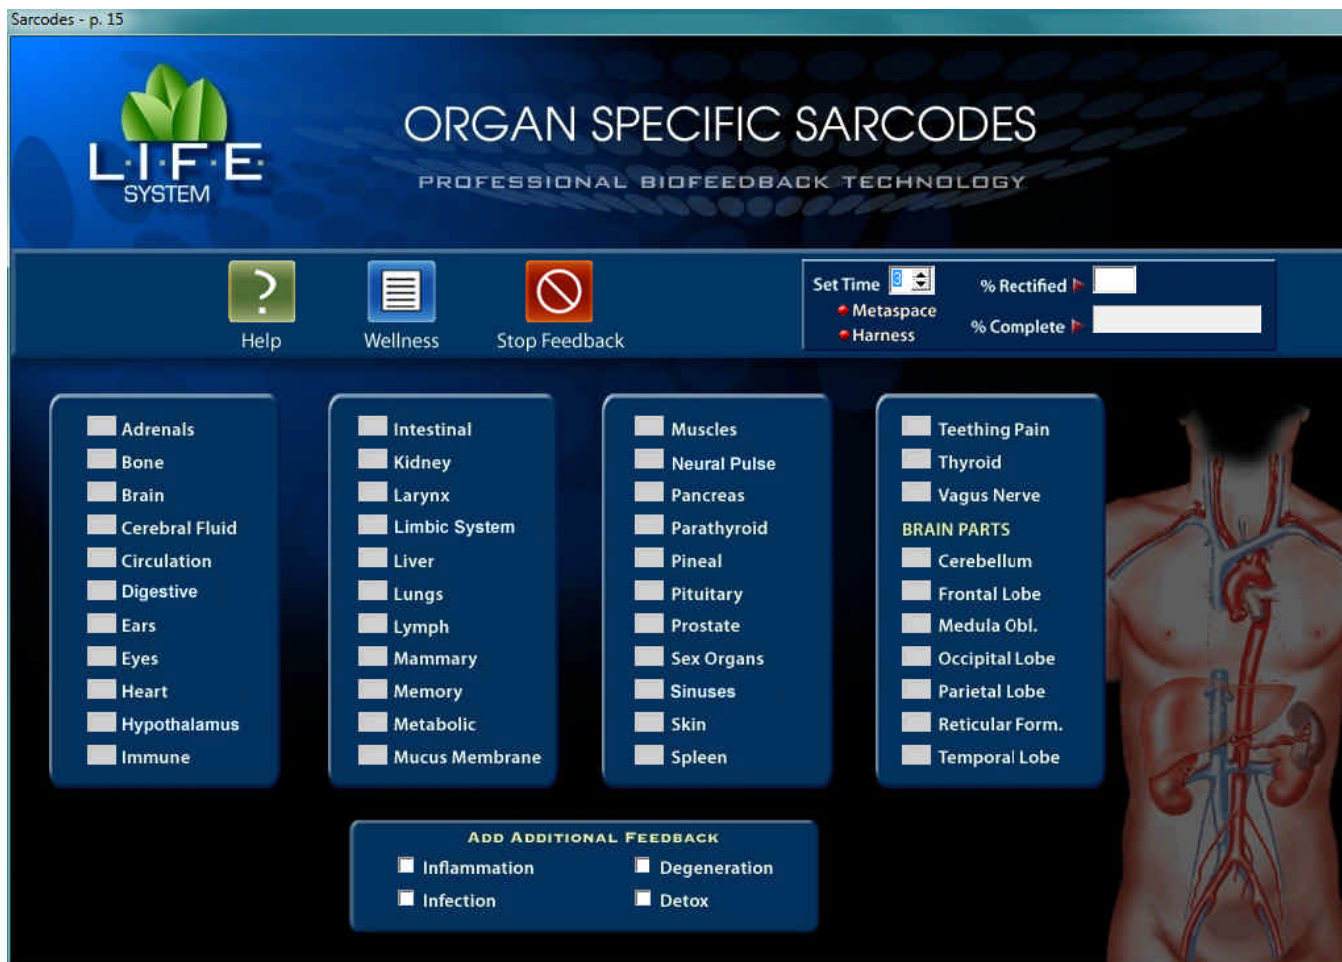 Sarcodes - p. 15
L·I·F·E·
SYSTEM
ORGAN SPECIFIC SARCODES
PROFESSIONAL BIOFEEDBACK TECHNOLOGY
?
Help
Wellness
Stop Feedback
Set Time 3
Metaspace
Harness
% Rectified
% Complete
Adrenals
Bone
Brain
Cerebral Fluid
Circulation
Digestive
Ears
Eyes
Heart
Hypothalamus
Immune
Intestinal
Kidney
Larynx
Limbic System
Liver
Lungs
Lymph
Mammary
Memory
Metabolic
Mucus Membrane
Muscles
Neural Pulse
Pancreas
Parathyroid
Pineal
Pituitary
Prostate
Sex Organs
Sinuses
Skin
Spleen
Teething Pain
Thyroid
Vagus Nerve
BRAIN PARTS
Cerebellum
Frontal Lobe
Medula Obl.
Occipital Lobe
Parietal Lobe
Reticular Form.
Temporal Lobe
ADD ADDITIONAL FEEDBACK
Inflammation
Infection
Degeneration
Detox